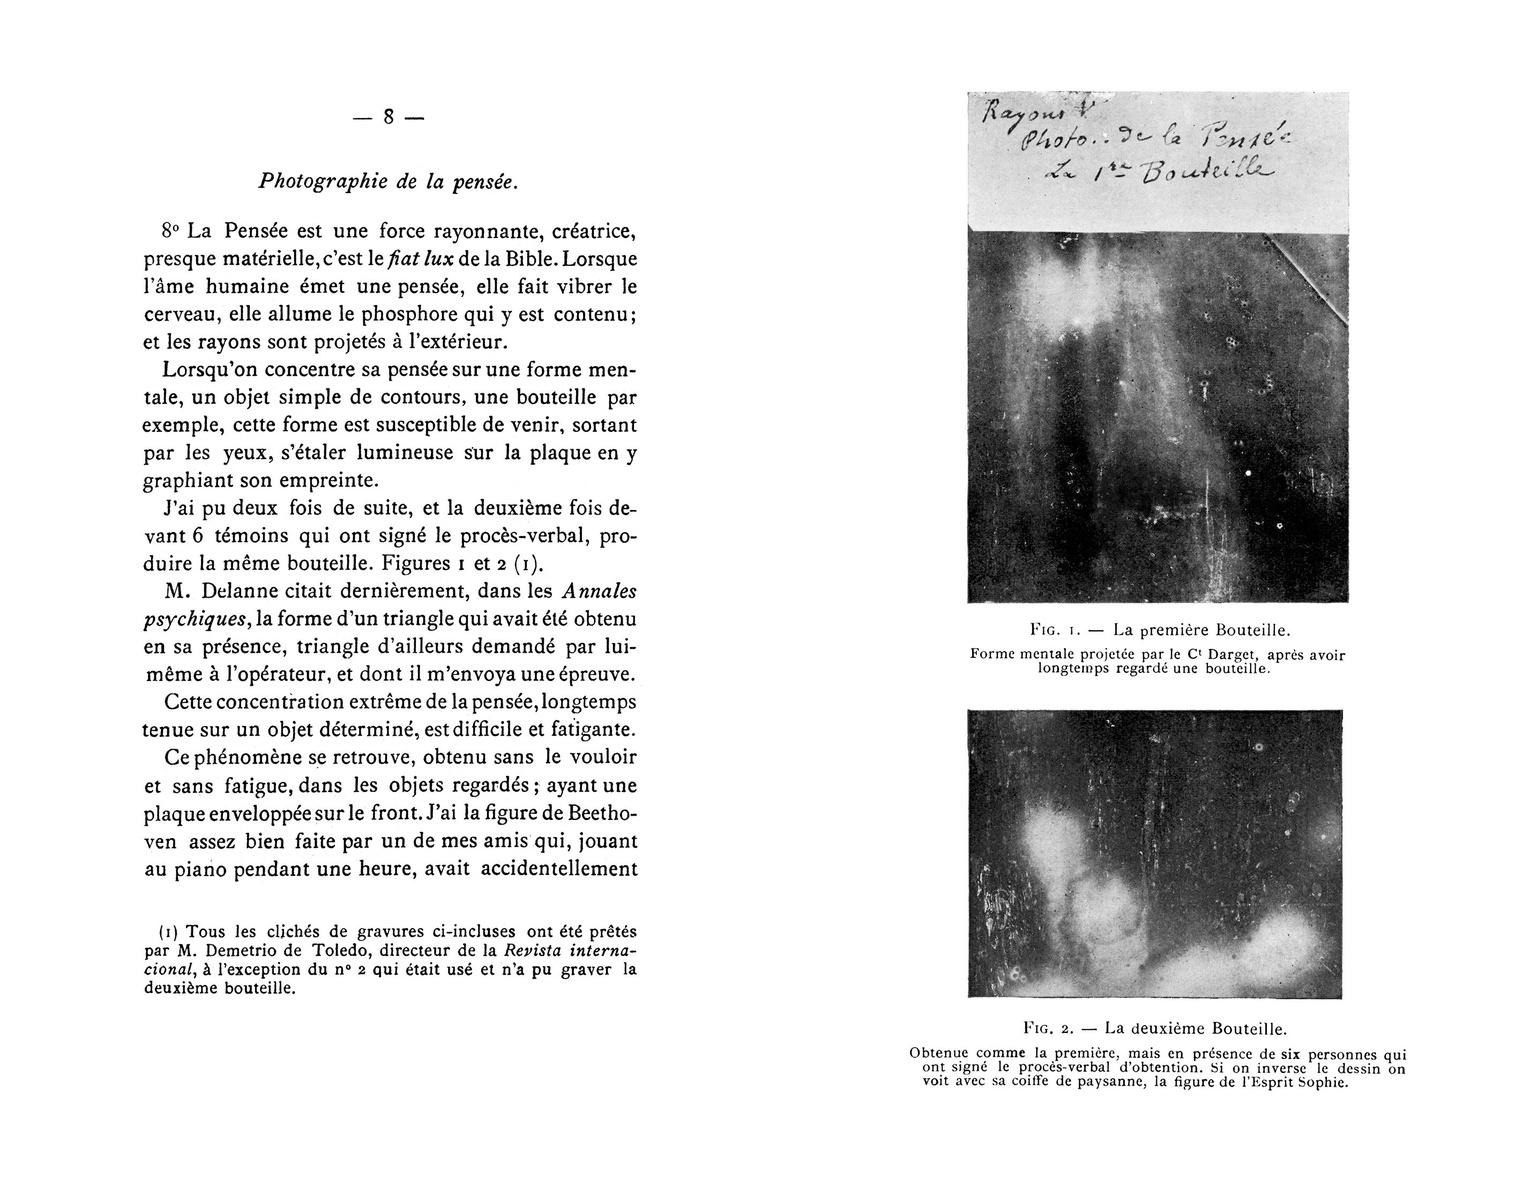 — 8 —
Photographie de la pensée.
8º La Pensée est une force rayonnante, créatrice,
presque matérielle, c'est le fiat lux de la Bible. Lorsque
l'âme humaine émet une pensée, elle fait vibrer le
cerveau, elle allume le phosphore qui y est contenu;
et les rayons sont projetés à l'extérieur.
Lorsqu'on concentre sa pensée sur une forme men-
tale, un objet simple de contours, une bouteille par
exemple, cette forme est susceptible de venir, sortant
par les yeux, s'étaler lumineuse sur la plaque en y
graphiant son empreinte.
J'ai pu deux fois de suite, et la deuxième fois de-
vant 6 témoins qui ont signé le procès-verbal, pro-
duire la même bouteille. Figures 1 et 2 (1).
M. Delanne citait dernièrement, dans les Annales
psychiques, la forme d'un triangle qui avait été obtenu
en sa présence, triangle d'ailleurs demandé par lui-
même à l'opérateur, et dont il m'envoya une épreuve.
Cette concentration extrême de la pensée, longtemps
tenue sur un objet déterminé, est difficile et fatigante.
Ce phénomène se retrouve, obtenu sans le vouloir
et sans fatigue, dans les objets regardés; ayant une
plaque enveloppée sur le front. J'ai la figure de Beetho-
ven assez bien faite par un de mes amis qui, jouant
au piano pendant une heure, avait accidentellement
(1) Tous les clichés de gravures ci-incluses ont été prêtés
par M. Demetrio de Toledo, directeur de la Revista interna-
cional, à l'exception du nº 2 qui était usé et n'a pu graver la
deuxième bouteille.
Rayons V
Photo.. de la Pensée
La 1re Bouteille
FIG. 1. — La première Bouteille.
Forme mentale projetée par le Ct Darget, après avoir
longtemps regardé une bouteille.
FIG. 2. — La deuxième Bouteille.
Obtenue comme la première, mais en présence de six personnes qui
ont signé le procès-verbal d'obtention. Si on inverse le dessin on
voit avec sa coiffe de paysanne, la figure de l'Esprit Sophie.